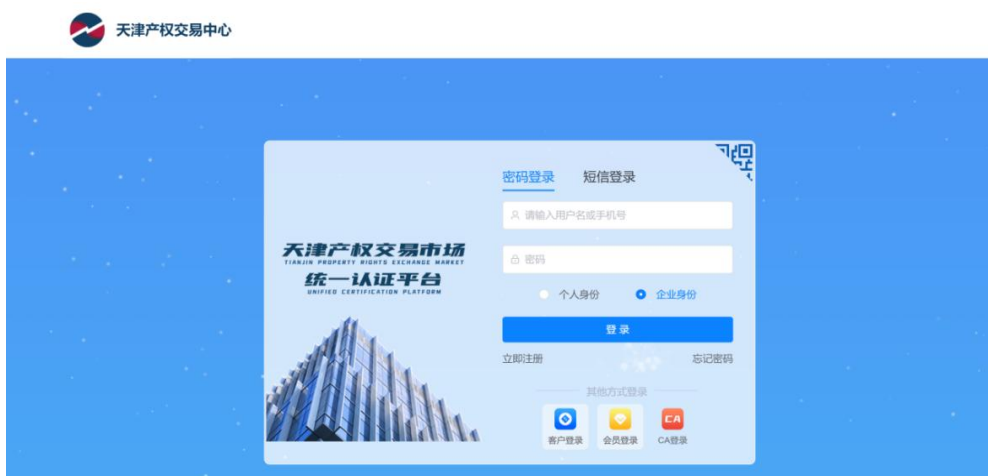 天津产权交易中心
密码登录 短信登录
请输入用户名或手机号
天津产权交易市场
TIANJIN PROPERTY RIGHTS EXCHANGE MARKET
统一认证平台
UNIFIED CERTIFICATION PLATFORM
密码
个人身份 企业身份
登录
立即注册 忘记密码
其他方式登录
CA
客户登录 会员登录 CA登录